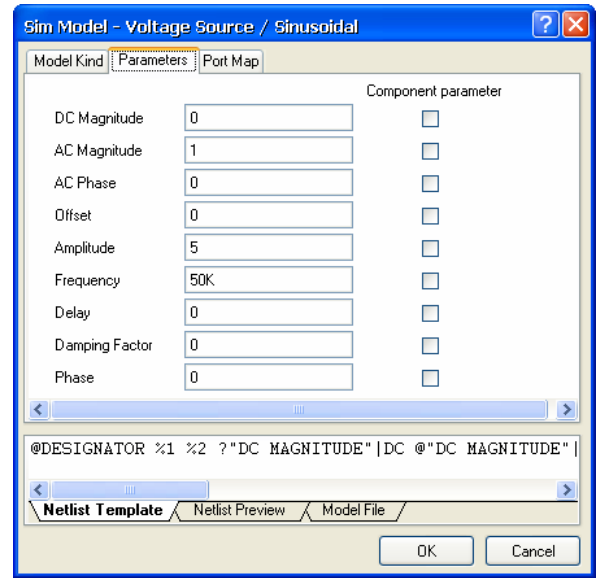 Sim Model - Voltage Source / Sinusoidal
Model Kind Parameters Port Map
Component parameter
DC Magnitude 0
AC Magnitude 1
AC Phase 0
Offset 0
Amplitude 5
Frequency 50K
Delay 0
Damping Factor 0
Phase 0
@DESIGNATOR %1 %2 ?"DC MAGNITUDE"|DC @"DC MAGNITUDE"|
Netlist Template Netlist Preview Model File
OK Cancel